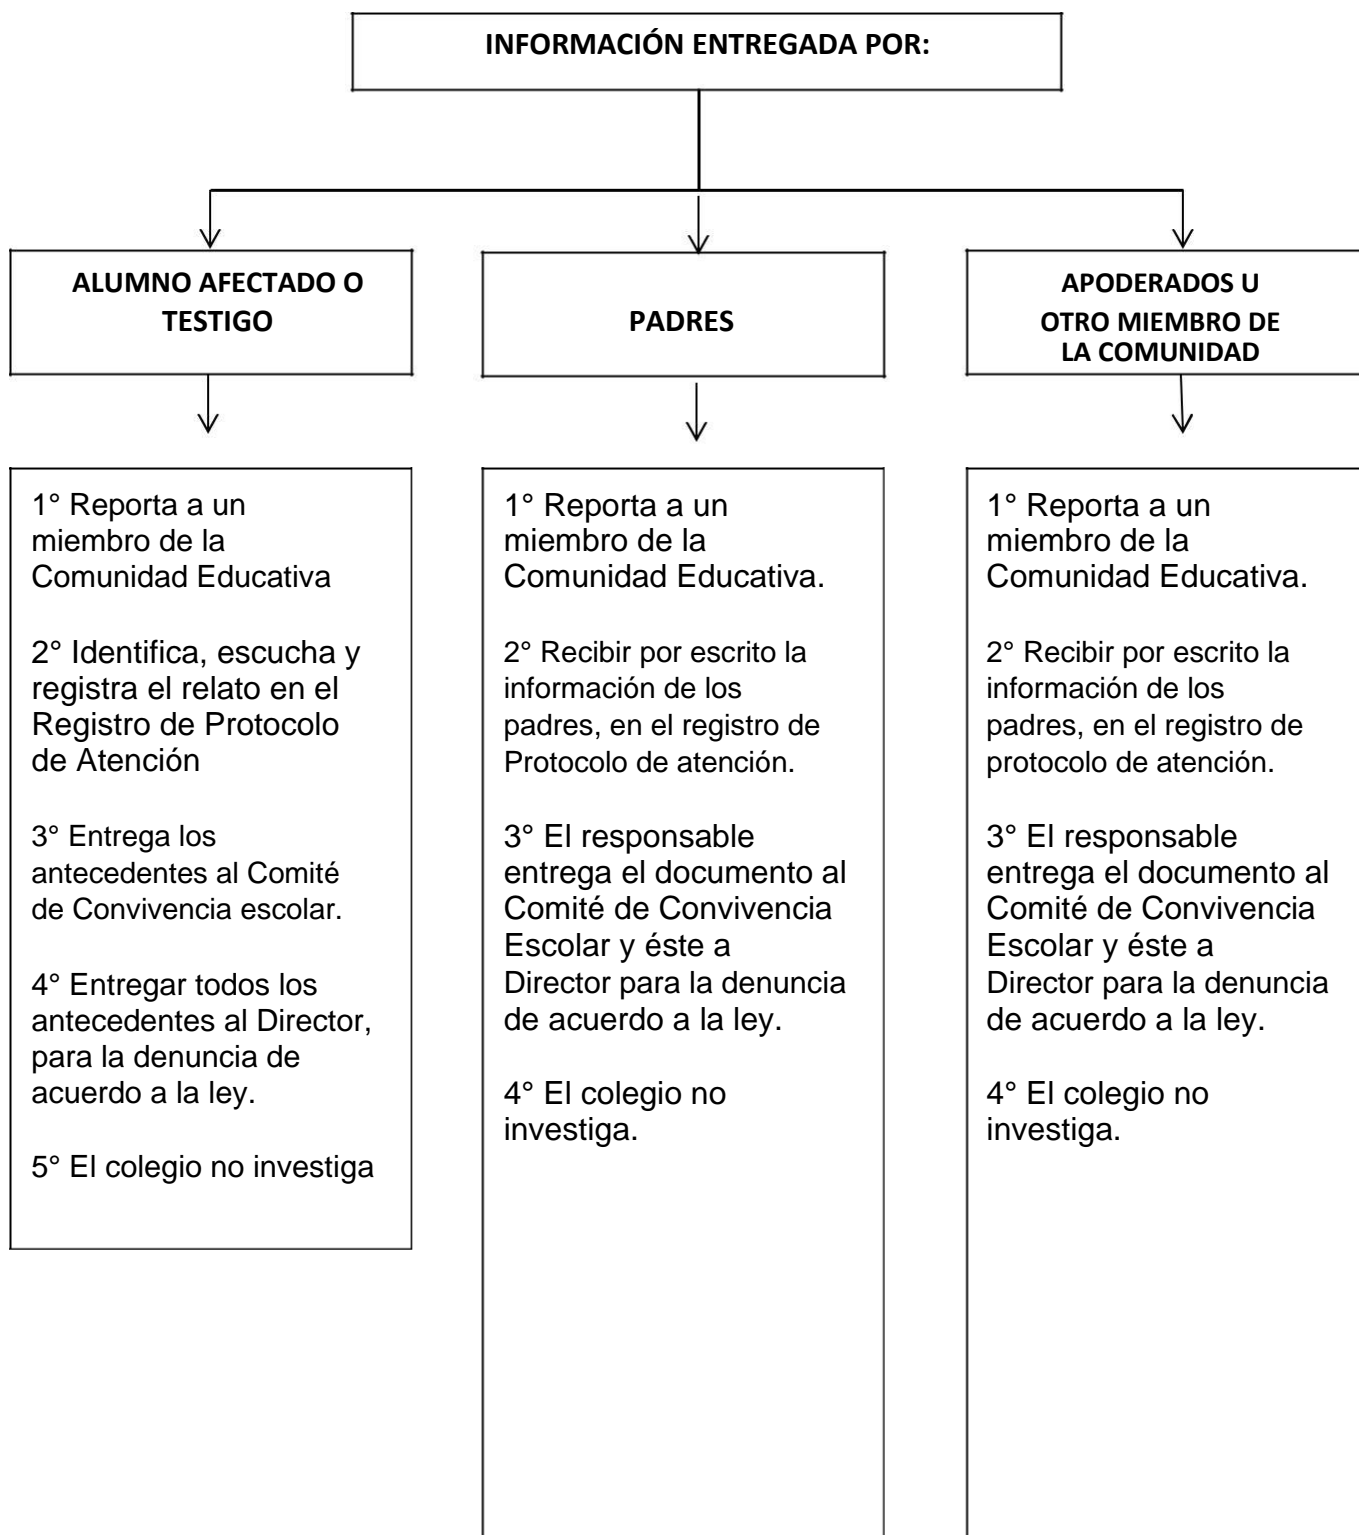 INFORMACIÓN ENTREGADA POR:
ALUMNO AFECTADO O
TESTIGO
PADRES
APODERADOS U
OTRO MIEMBRO DE
LA COMUNIDAD
1° Reporta a un
miembro de la
Comunidad Educativa
2° Identifica, escucha y
registra el relato en el
Registro de Protocolo
de Atención
3° Entrega los
antecedentes al Comité
de Convivencia escolar.
4° Entregar todos los
antecedentes al Director,
para la denuncia de
acuerdo a la ley.
5° El colegio no investiga
1° Reporta a un
miembro de la
Comunidad Educativa.
2° Recibir por escrito la
información de los
padres, en el registro de
Protocolo de atención.
3° El responsable
entrega el documento al
Comité de Convivencia
Escolar y éste a
Director para la denuncia
de acuerdo a la ley.
4° El colegio no
investiga.
1° Reporta a un
miembro de la
Comunidad Educativa.
2° Recibir por escrito la
información de los
padres, en el registro de
protocolo de atención.
3° El responsable
entrega el documento al
Comité de Convivencia
Escolar y éste a
Director para la denuncia
de acuerdo a la ley.
4° El colegio no
investiga.